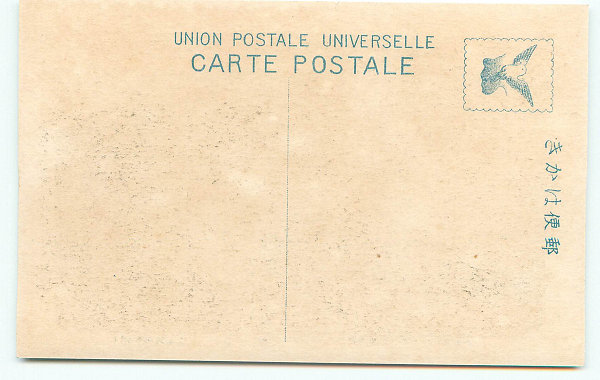 UNION POSTALE UNIVERSELLE
CARTE POSTALE
郵便はかき